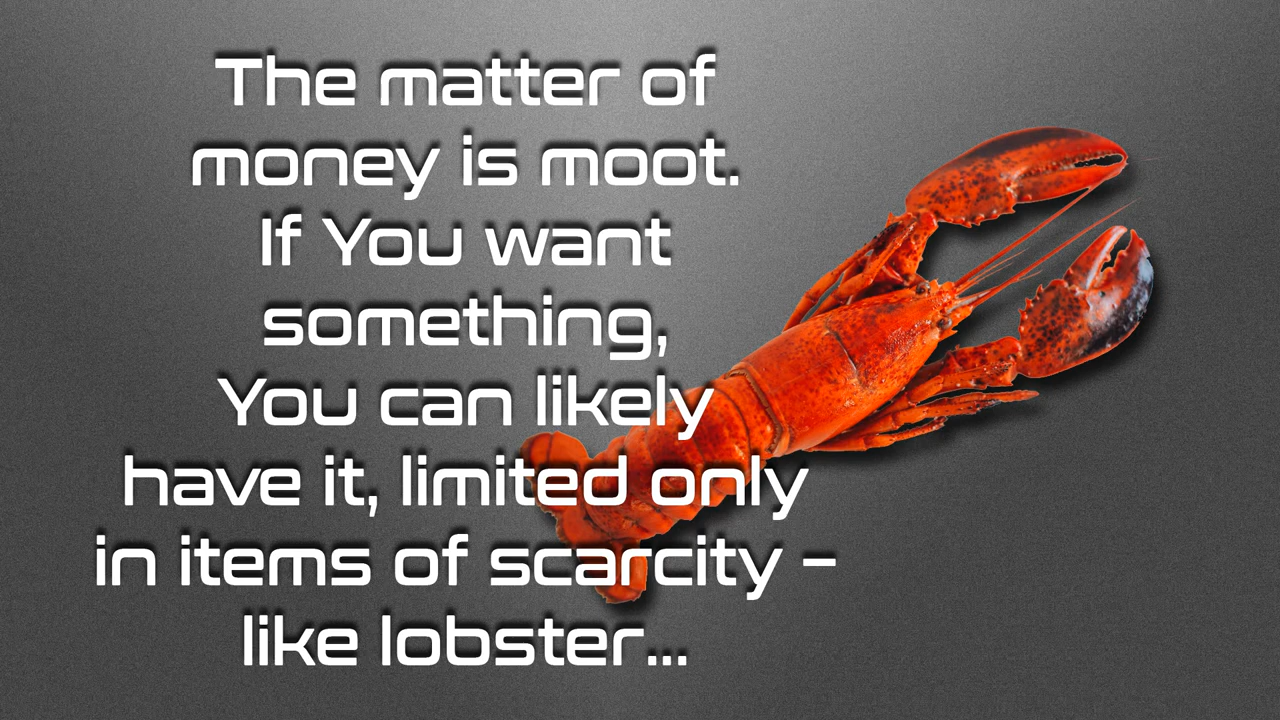 The matter of
money is moot.
If You want
something,
You can likely
have it, limited only
in items of scarcity –
like lobster...